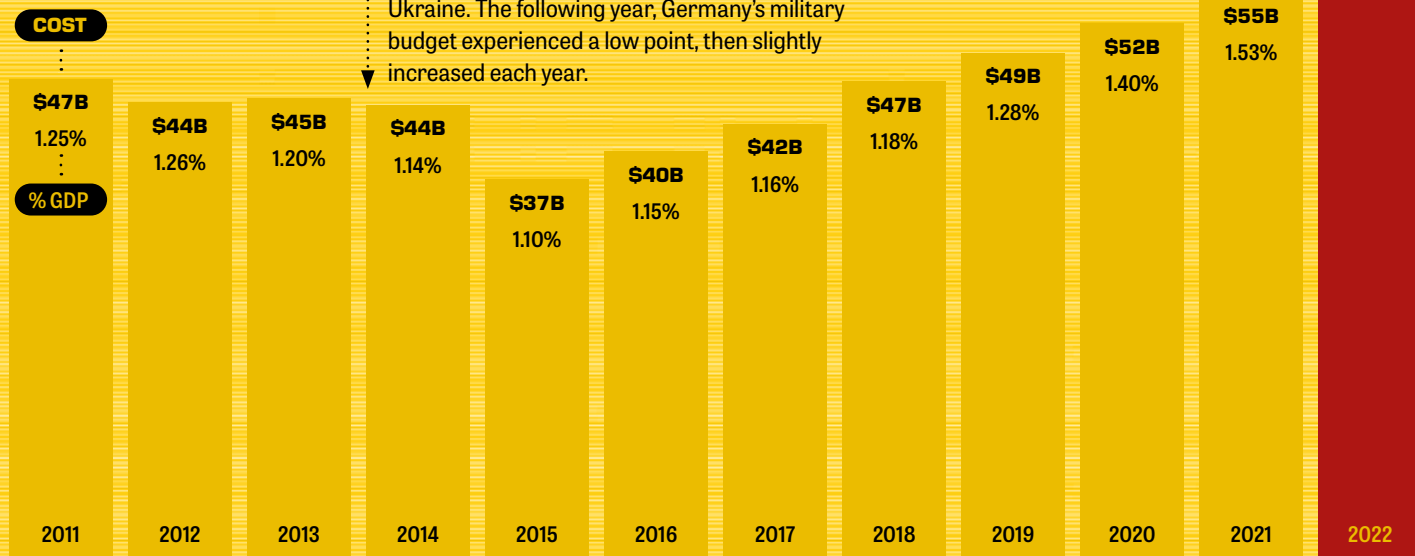 Ukraine. The following year, Germany's military
budget experienced a low point, then slightly
increased each year.
COST
$47B
1.25%
% GDP
$44B
1.26%
$45B
1.20%
$44B
1.14%
$37B
1.10%
$40B
1.15%
$42B
1.16%
$47B
1.18%
$49B
1.28%
$52B
1.40%
$55B
1.53%
2011
2012
2013
2014
2015
2016
2017
2018
2019
2020
2021
2022